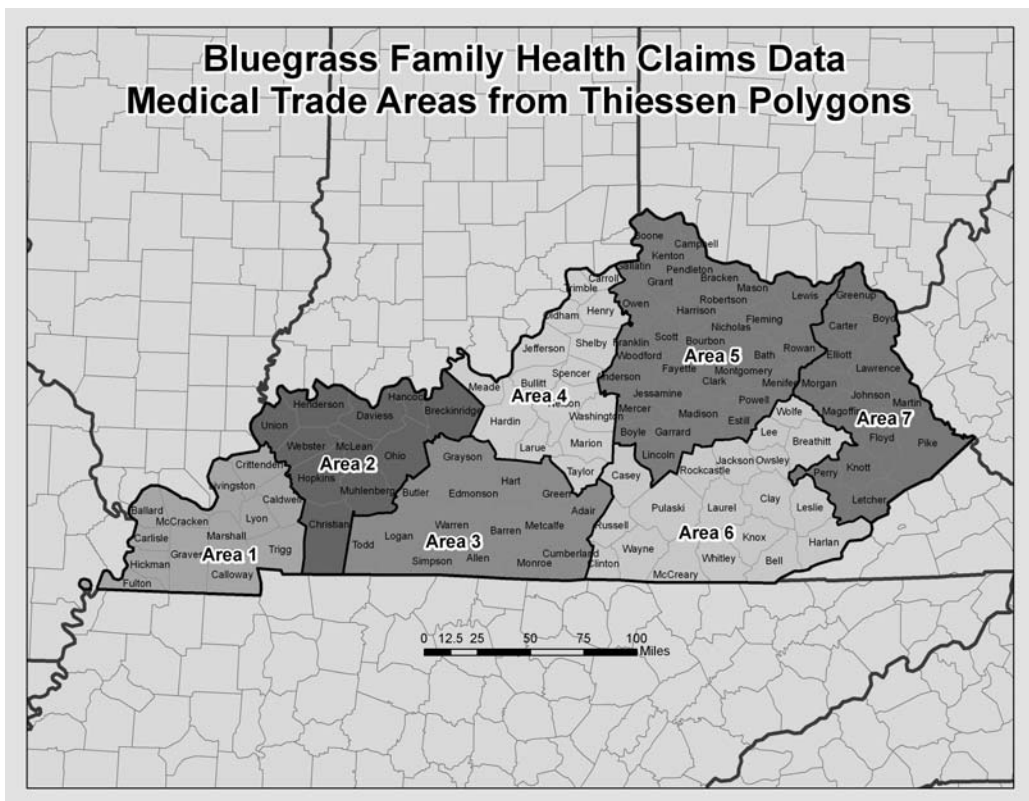 Bluegrass Family Health Claims Data
Medical Trade Areas from Thiessen Polygons
Boone
Campbell
Kenton
Gallatin
Pendleton
Grant
Bracken
Mason
Carroll
Trimble
Owen
Robertson
Lewis
Greenup
Harrison
Henry
Oldham
Fleming
Boyd
Nicholas
Carter
Scott
Bourbon
Shelby
Franklin
Jefferson
Woodford
Area 5
Bath
Rowan
Elliott
Fayette
Montgomery
Lawrence
Spencer
Anderson
Clark
Menifee
Morgan
Meade
Bullitt
Area 4
Hancock
Henderson
Daviess
Breckinridge
Nelson
Jessamine
Powell
Johnson
Martin
Mercer
Madison
Wolfe
Magoffin
Area 7
Hardin
Washington
Estill
Union
Boyle
Garrard
Lee
Breathitt
Floyd
Pike
Webster
McLean
Ohio
Larue
Marion
Lincoln
Jackson
Owsley
Area 2
Grayson
Crittenden
Hopkins
Taylor
Casey
Rockcastle
Perry
Knott
Livingston
Muhlenberg
Butler
Hart
Edmonson
Green
Caldwell
Clay
Letcher
Ballard
McCracken
Lyon
Christian
Adair
Pulaski
Laurel
Leslie
Warren
Barren
Metcalfe
Russell
Carlisle
Marshall
Todd
Logan
Area 3
Area 6
Knox
Harlan
Graves
Area 1
Trigg
Wayne
Whitley
Bell
Hickman
Simpson
Allen
Monroe
Cumberland
Clinton
Calloway
McCreary
Fulton
0 12.5 25 50 75 100
Miles